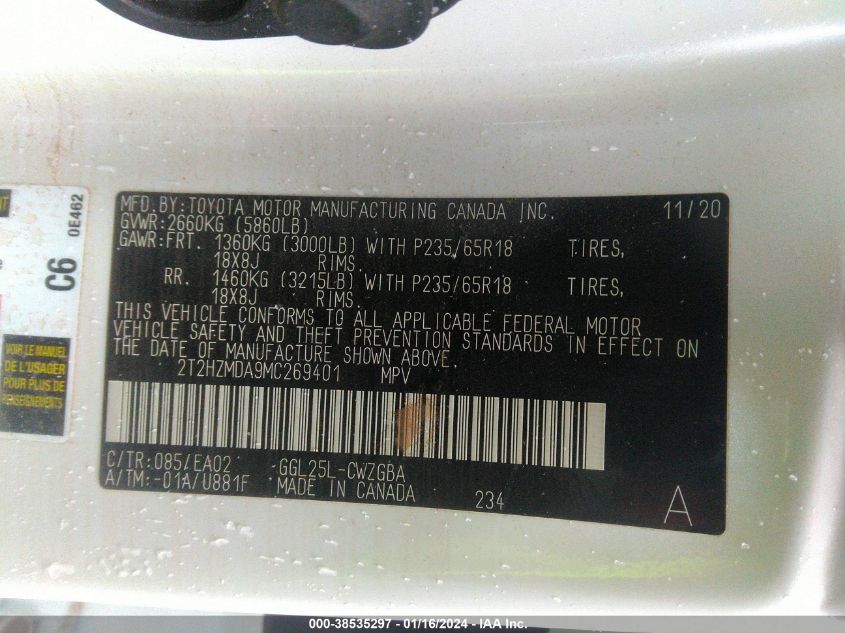 MFD.BY:TOYOTA MOTOR MANUFACTURING CANADA INC. 11/20
GVWR:2660KG (5860LB)
GAWR:FRT. 1360KG (3000LB) WITH P235/65R18 TIRES,
18X8J RIMS.
RR. 1460KG (3215LB) WITH P235/65R18 TIRES,
18X8J RIMS.
THIS VEHICLE CONFORMS TO ALL APPLICABLE FEDERAL MOTOR
VEHICLE SAFETY AND THEFT PREVENTION STANDARDS IN EFFECT ON
THE DATE OF MANUFACTURE SHOWN ABOVE.
2T2HZMDA9MC269401 MPV
C/TR:085/EA02 GGL25L-CWZGBA
A/TM:-01A/U881F MADE IN CANADA 234 A
C6 0E462
VOIR LE MANUEL
DE L'USAGER
POUR PLUS DE
RENSEIGNEMENTS
000-38535297 - 01/16/2024 - IAA Inc.